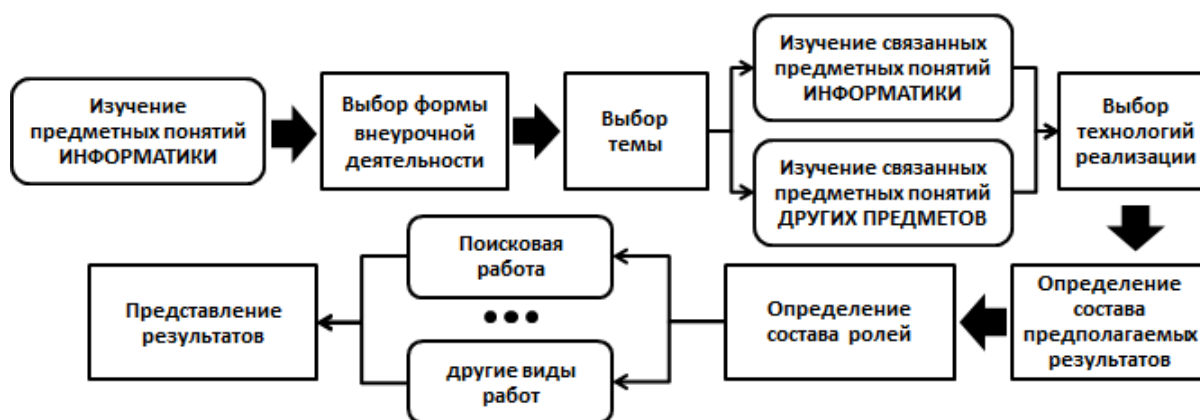 Изучение
предметных понятий
ИНФОРМАТИКИ
Выбор формы
внеурочной
деятельности
Выбор
темы
Изучение связанных
предметных понятий
ИНФОРМАТИКИ
Изучение связанных
предметных понятий
ДРУГИХ ПРЕДМЕТОВ
Выбор
технологий
реализации
Определение
состава
предполагаемых
результатов
Определение
состава ролей
Поисковая
работа
другие виды
работ
Представление
результатов